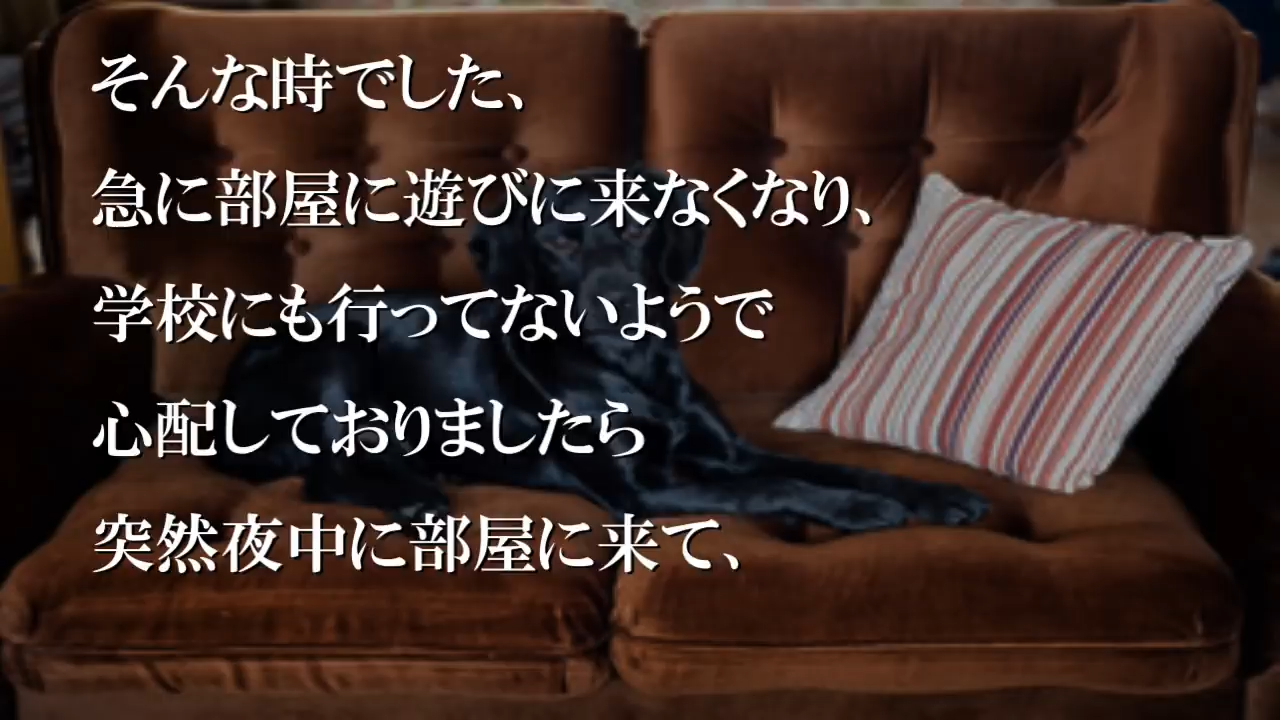 そんな時でした、
急に部屋に遊びに来なくなり、
学校にも行ってないようで
心配しておりましたら
突然夜中に部屋に来て、